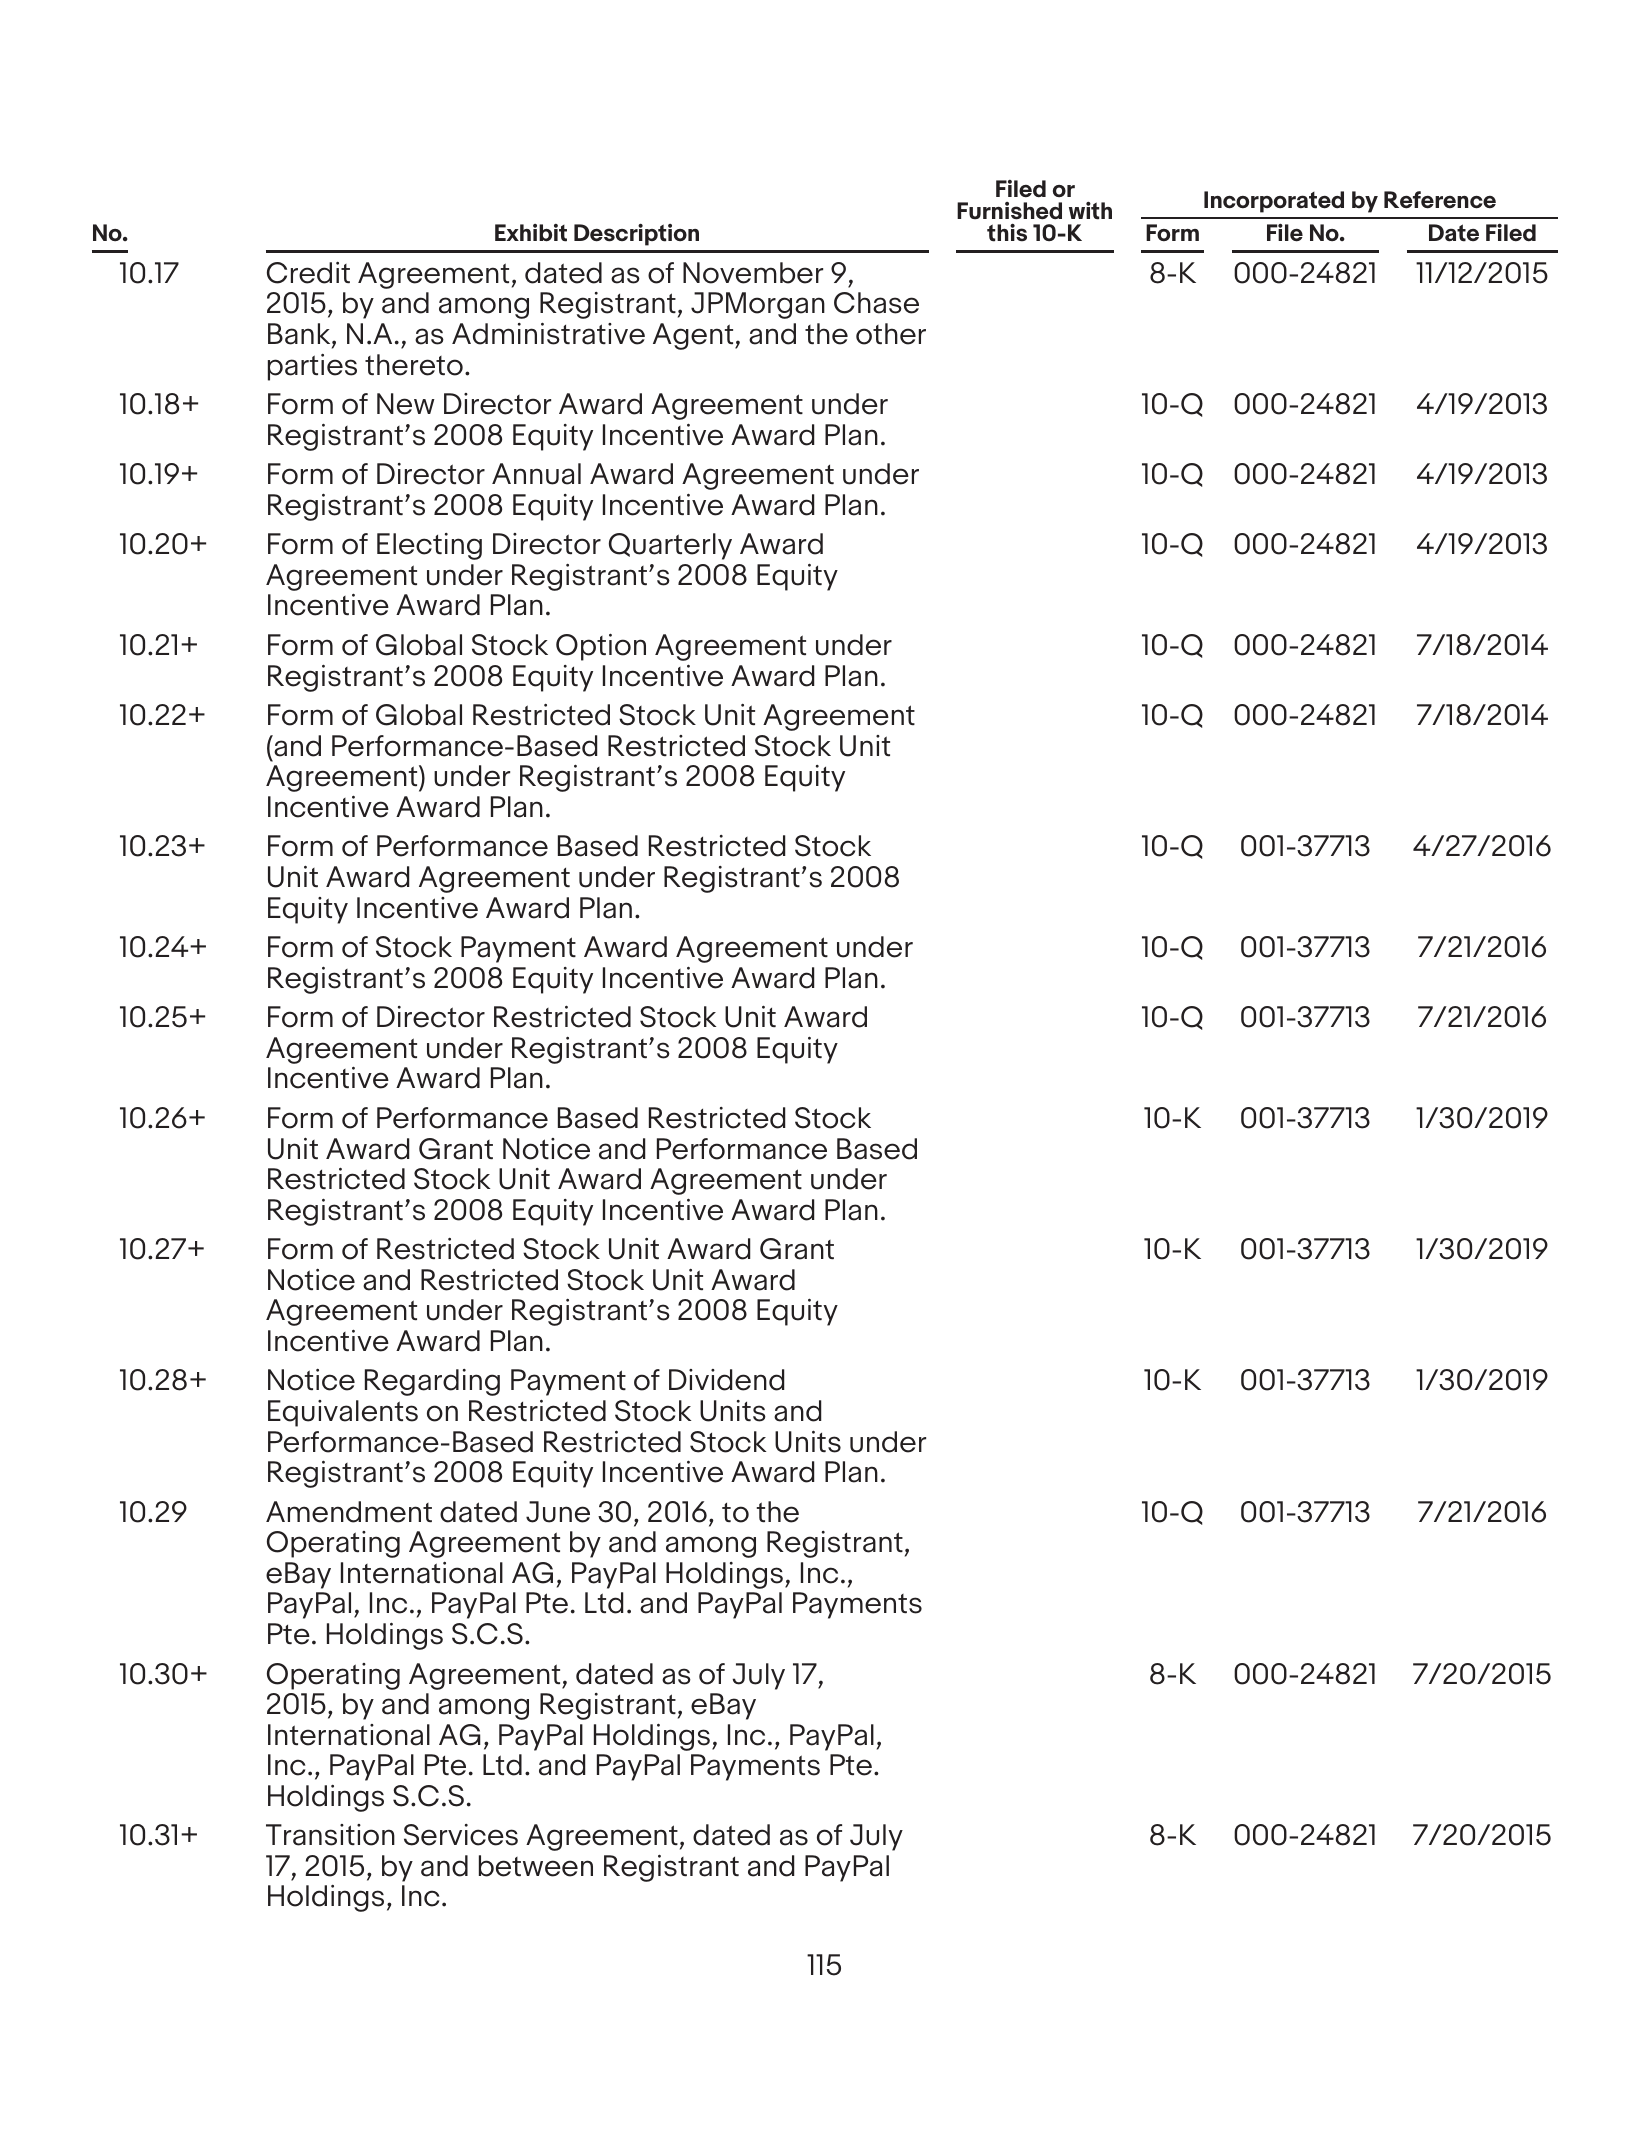 Filed or
Furnished with
this 10-K
Incorporated by Reference
No. Exhibit Description Form File No. Date Filed
10.17 Credit Agreement, dated as of November 9, 8-K 000-24821 11/12/2015
2015, by and among Registrant, JPMorgan Chase
Bank, N.A., as Administrative Agent, and the other
parties thereto.
10.18+ Form of New Director Award Agreement under 10-Q 000-24821 4/19/2013
Registrant’s 2008 Equity Incentive Award Plan.
10.19+ Form of Director Annual Award Agreement under 10-Q 000-24821 4/19/2013
Registrant’s 2008 Equity Incentive Award Plan.
10.20+ Form of Electing Director Quarterly Award 10-Q 000-24821 4/19/2013
Agreement under Registrant’s 2008 Equity
Incentive Award Plan.
10.21+ Form of Global Stock Option Agreement under 10-Q 000-24821 7/18/2014
Registrant’s 2008 Equity Incentive Award Plan.
10.22+ Form of Global Restricted Stock Unit Agreement 10-Q 000-24821 7/18/2014
(and Performance-Based Restricted Stock Unit
Agreement) under Registrant’s 2008 Equity
Incentive Award Plan.
10.23+ Form of Performance Based Restricted Stock 10-Q 001-37713 4/27/2016
Unit Award Agreement under Registrant’s 2008
Equity Incentive Award Plan.
10.24+ Form of Stock Payment Award Agreement under 10-Q 001-37713 7/21/2016
Registrant’s 2008 Equity Incentive Award Plan.
10.25+ Form of Director Restricted Stock Unit Award 10-Q 001-37713 7/21/2016
Agreement under Registrant’s 2008 Equity
Incentive Award Plan.
10.26+ Form of Performance Based Restricted Stock 10-K 001-37713 1/30/2019
Unit Award Grant Notice and Performance Based
Restricted Stock Unit Award Agreement under
Registrant’s 2008 Equity Incentive Award Plan.
10.27+ Form of Restricted Stock Unit Award Grant 10-K 001-37713 1/30/2019
Notice and Restricted Stock Unit Award
Agreement under Registrant’s 2008 Equity
Incentive Award Plan.
10.28+ Notice Regarding Payment of Dividend 10-K 001-37713 1/30/2019
Equivalents on Restricted Stock Units and
Performance-Based Restricted Stock Units under
Registrant’s 2008 Equity Incentive Award Plan.
10.29 Amendment dated June 30, 2016, to the 10-Q 001-37713 7/21/2016
Operating Agreement by and among Registrant,
eBay International AG, PayPal Holdings, Inc.,
PayPal, Inc., PayPal Pte. Ltd. and PayPal Payments
Pte. Holdings S.C.S.
10.30+ Operating Agreement, dated as of July 17, 8-K 000-24821 7/20/2015
2015, by and among Registrant, eBay
International AG, PayPal Holdings, Inc., PayPal,
Inc., PayPal Pte. Ltd. and PayPal Payments Pte.
Holdings S.C.S.
10.31+ Transition Services Agreement, dated as of July 8-K 000-24821 7/20/2015
17, 2015, by and between Registrant and PayPal
Holdings, Inc.
115